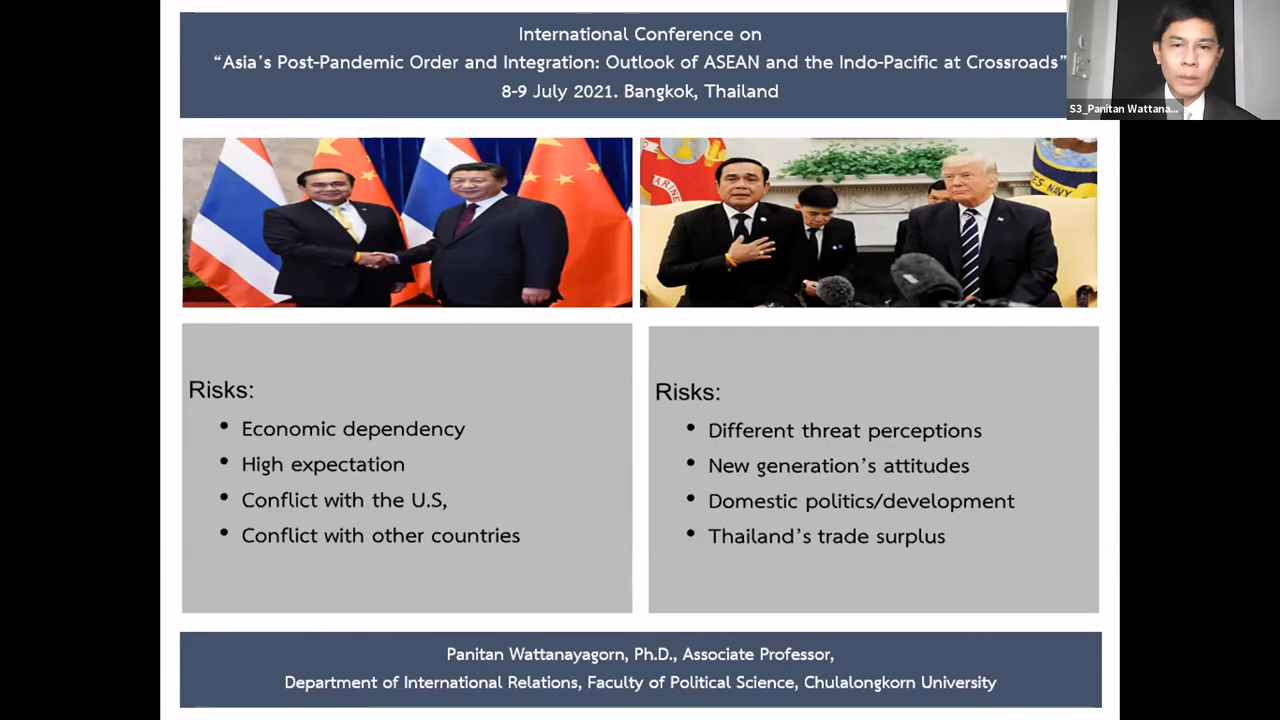 International Conference on
“Asia's Post-Pandemic Order and Integration: Outlook of ASEAN and the Indo-Pacific at Crossroads”
8-9 July 2021. Bangkok, Thailand
S3_Panitan Wattana...
MARINE
ES NAVY
Risks:
• Economic dependency
• High expectation
• Conflict with the U.S,
• Conflict with other countries
Risks:
• Different threat perceptions
• New generation's attitudes
• Domestic politics/development
• Thailand's trade surplus
Panitan Wattanayagorn, Ph.D., Associate Professor,
Department of International Relations, Faculty of Political Science, Chulalongkorn University